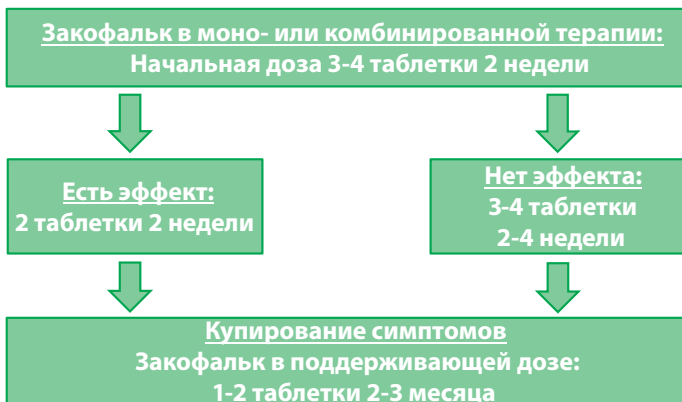 Закофальк в моно- или комбинированной терапии:
Начальная доза 3-4 таблетки 2 недели
Есть эффект:
2 таблетки 2 недели
Нет эффекта:
3-4 таблетки
2-4 недели
Купирование симптомов
Закофальк в поддерживающей дозе:
1-2 таблетки 2-3 месяца